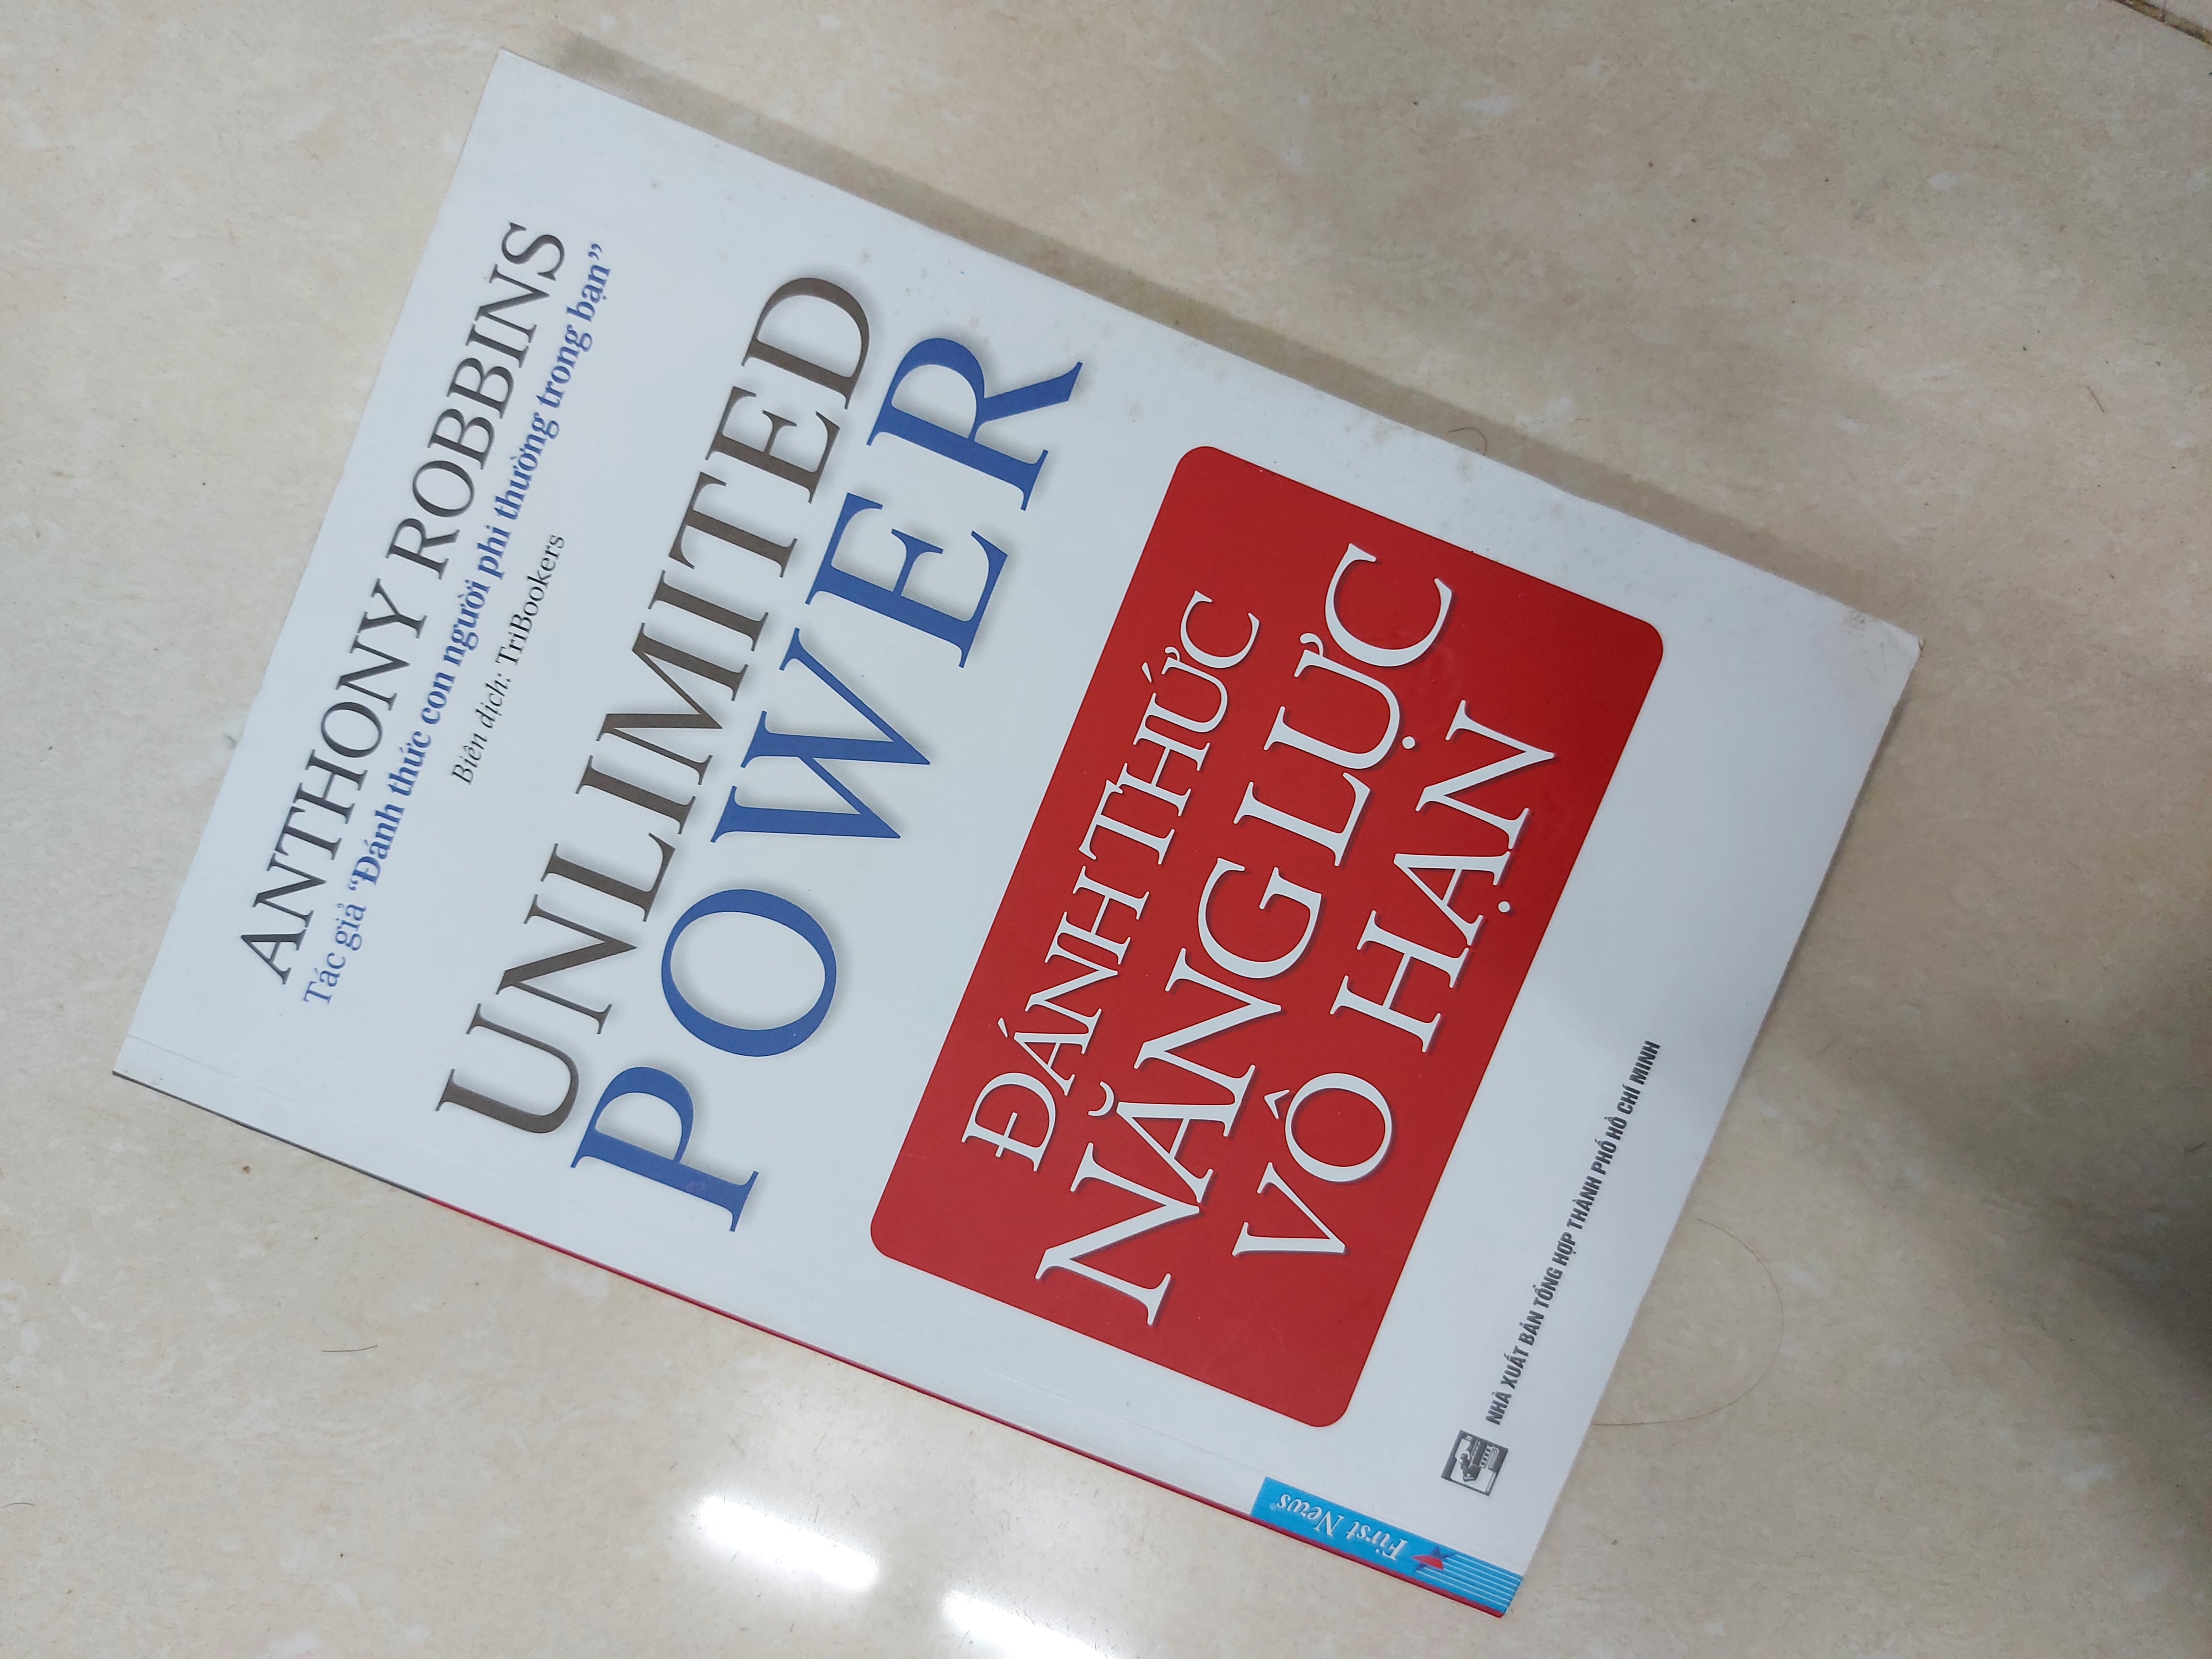 ANTHONY ROBBINS
Tác giả “Đánh thức con người phi thường trong bạn”
Biên dịch: TriBookers
UNLIMITED
POWER
ĐÁNH THỨC
NĂNG LỰC
VÔ HẠN
First News
NHÀ XUẤT BẢN TỔNG HỢP THÀNH PHỐ HỒ CHÍ MINH